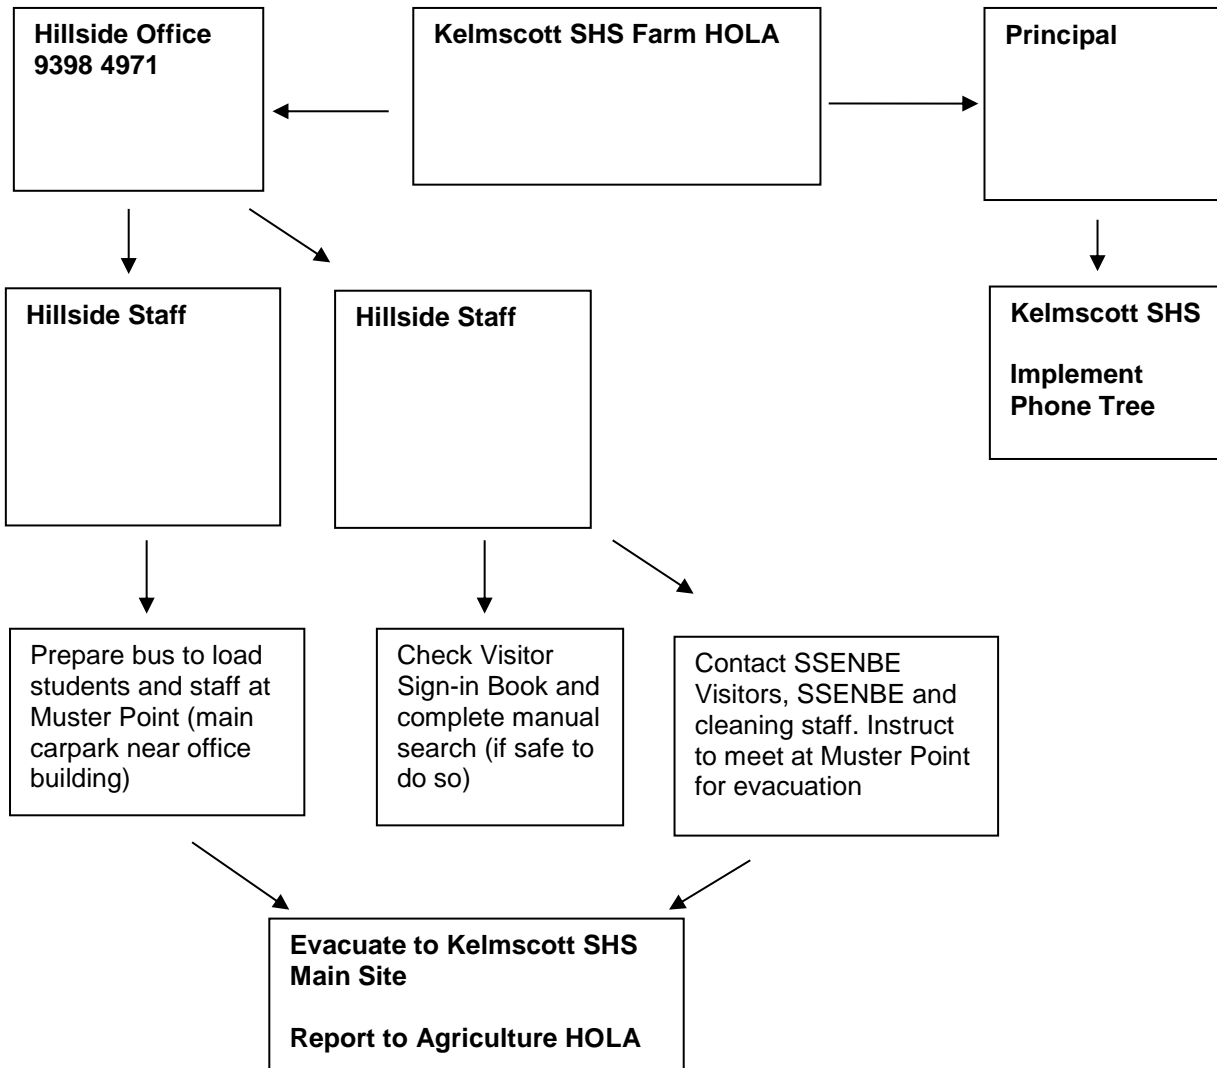 Hillside Office
9398 4971
Kelmscott SHS Farm HOLA
Principal
Hillside Staff
Hillside Staff
Kelmscott SHS
Implement
Phone Tree
Prepare bus to load
students and staff at
Muster Point (main
carpark near office
building)
Check Visitor
Sign-in Book and
complete manual
search (if safe to
do so)
Contact SSENBE
Visitors, SSENBE and
cleaning staff. Instruct
to meet at Muster Point
for evacuation
Evacuate to Kelmscott SHS
Main Site
Report to Agriculture HOLA